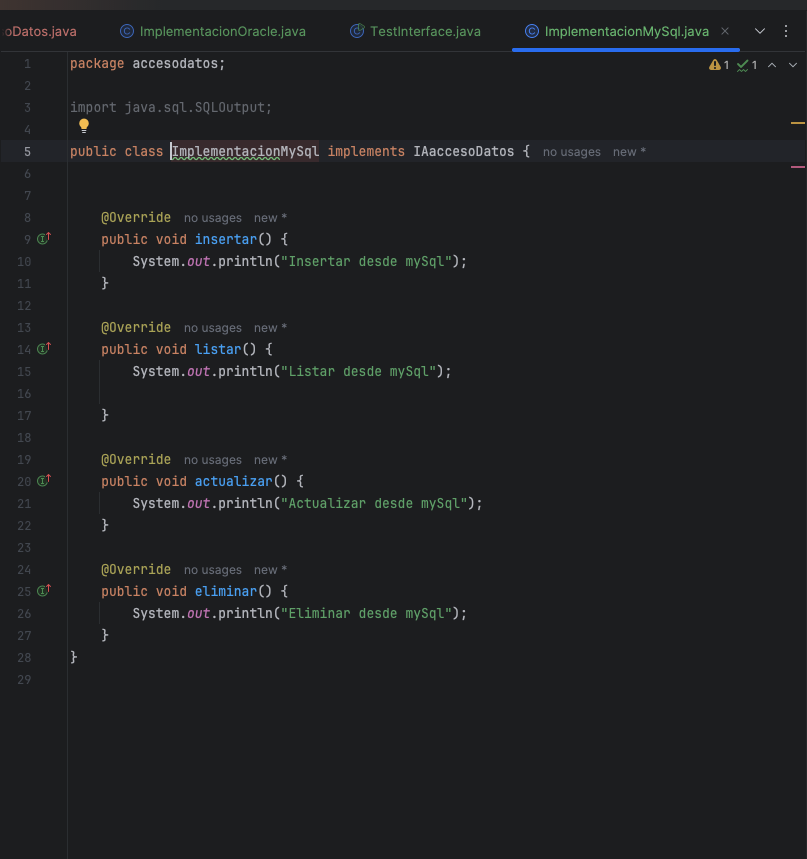 oDatos.java ImplementacionOracle.java TestInterface.java ImplementacionMySql.java
1 package accesodatos; 1 1
2
3 import java.sql.SQLOutput;
4
5 public class ImplementacionMySql implements IAaccesoDatos { no usages new *
6
7
8 @Override no usages new *
9 public void insertar() {
10 System.out.println("Insertar desde mySql");
11 }
12
13 @Override no usages new *
14 public void listar() {
15 System.out.println("Listar desde mySql");
16
17 }
18
19 @Override no usages new *
20 public void actualizar() {
21 System.out.println("Actualizar desde mySql");
22 }
23
24 @Override no usages new *
25 public void eliminar() {
26 System.out.println("Eliminar desde mySql");
27 }
28 }
29